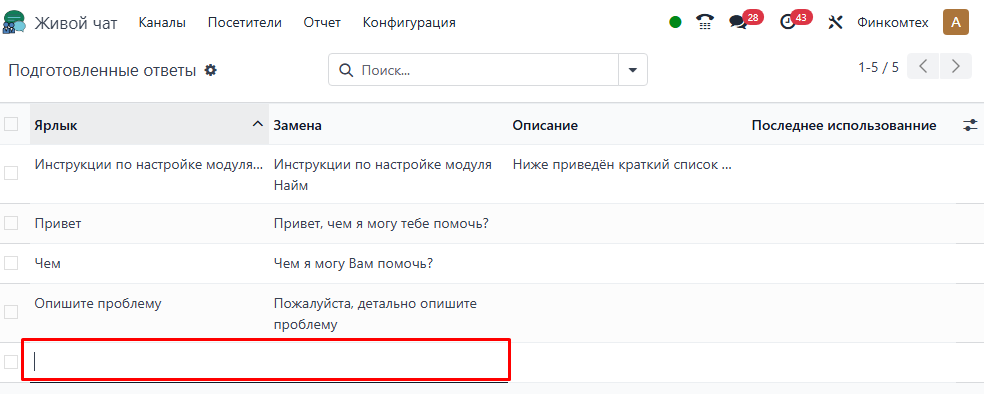 Живой чат Каналы Посетители Отчет Конфигурация 28 43 Финкомтех А
Подготовленные ответы Поиск... 1-5 / 5
Ярлык Замена Описание Последнее использованние
Инструкции по настройке модуля... Инструкции по настройке модуля Ниже приведён краткий список ...
Найм
Привет Привет, чем я могу тебе помочь?
Чем Чем я могу Вам помочь?
Опишите проблему Пожалуйста, детально опишите
проблему